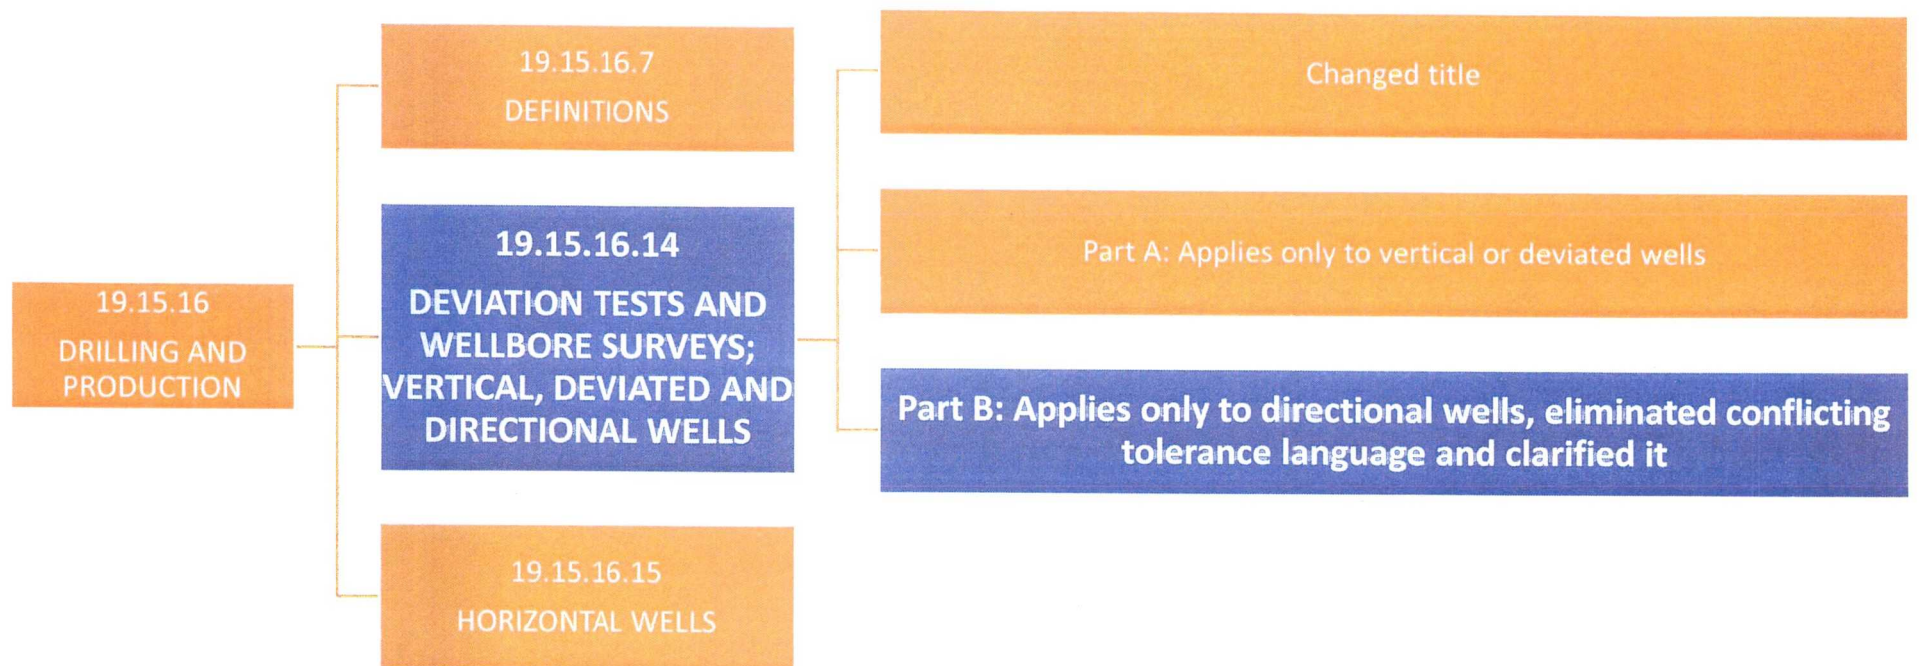 19.15.16
DRILLING AND
PRODUCTION
19.15.16.7
DEFINITIONS
19.15.16.14
DEVIATION TESTS AND
WELLBORE SURVEYS;
VERTICAL, DEVIATED AND
DIRECTIONAL WELLS
19.15.16.15
HORIZONTAL WELLS
Changed title
Part A: Applies only to vertical or deviated wells
Part B: Applies only to directional wells, eliminated conflicting
tolerance language and clarified it